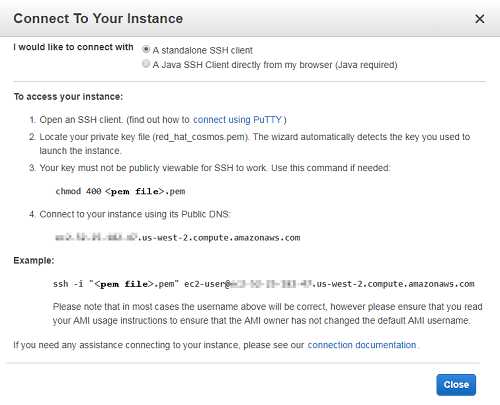 Connect To Your Instance
I would like to connect with
A standalone SSH client
A Java SSH Client directly from my browser (Java required)
To access your instance:
1. Open an SSH client. (find out how to connect using PuTTY)
2. Locate your private key file (red_hat_cosmos.pem). The wizard automatically detects the key you used to
launch the instance.
3. Your key must not be publicly viewable for SSH to work. Use this command if needed:
chmod 400 <pem file>.pem
4. Connect to your instance using its Public DNS:
.us-west-2.compute.amazonaws.com
Example:
ssh -i "<pem file>.pem" ec2-user@ .us-west-2.compute.amazonaws.com
Please note that in most cases the username above will be correct, however please ensure that you read
your AMI usage instructions to ensure that the AMI owner has not changed the default AMI username.
If you need any assistance connecting to your instance, please see our connection documentation.
Close